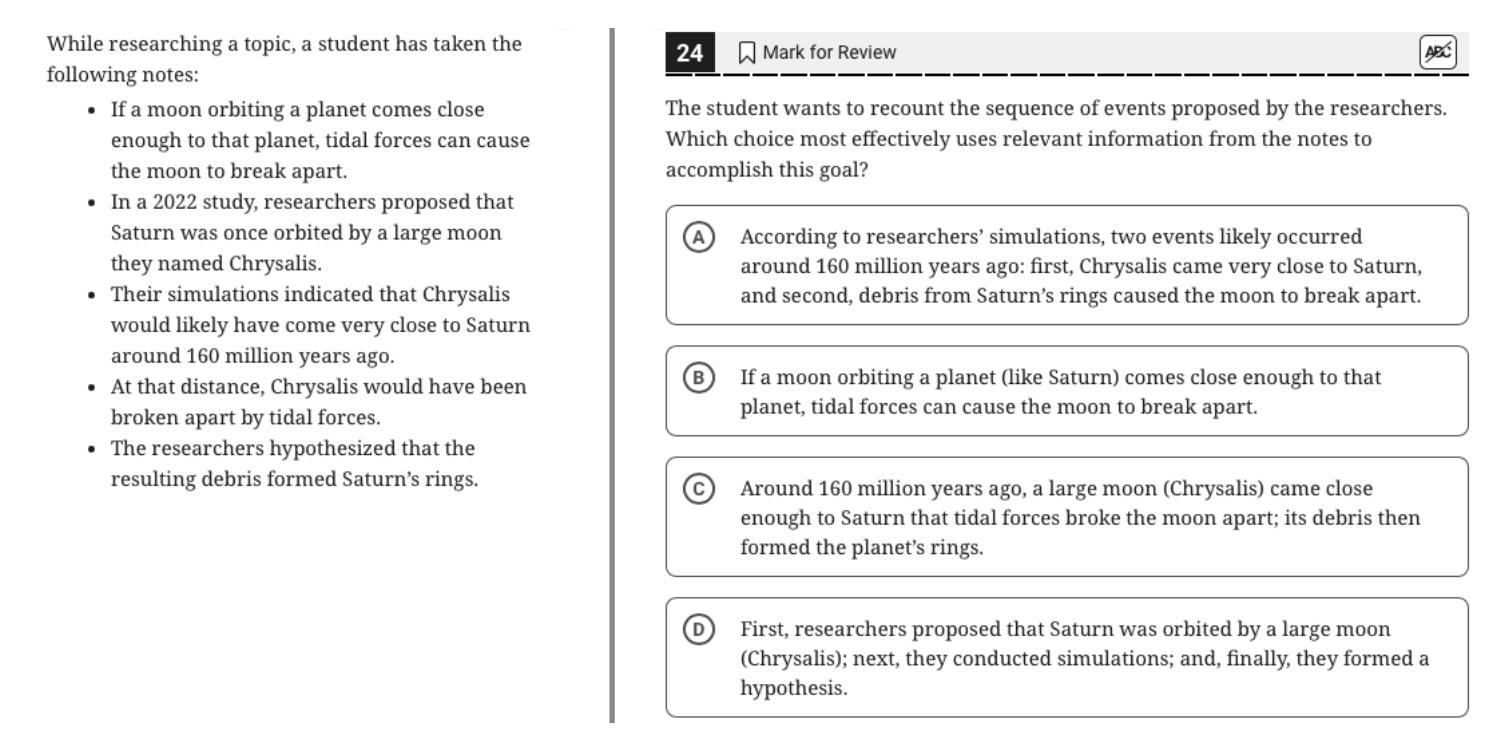 While researching a topic, a student has taken the
following notes:
• If a moon orbiting a planet comes close
enough to that planet, tidal forces can cause
the moon to break apart.
• In a 2022 study, researchers proposed that
Saturn was once orbited by a large moon
they named Chrysalis.
• Their simulations indicated that Chrysalis
would likely have come very close to Saturn
around 160 million years ago.
• At that distance, Chrysalis would have been
broken apart by tidal forces.
• The researchers hypothesized that the
resulting debris formed Saturn’s rings.
24 Mark for Review ABC
The student wants to recount the sequence of events proposed by the researchers.
Which choice most effectively uses relevant information from the notes to
accomplish this goal?
A According to researchers’ simulations, two events likely occurred
around 160 million years ago: first, Chrysalis came very close to Saturn,
and second, debris from Saturn’s rings caused the moon to break apart.
B If a moon orbiting a planet (like Saturn) comes close enough to that
planet, tidal forces can cause the moon to break apart.
C Around 160 million years ago, a large moon (Chrysalis) came close
enough to Saturn that tidal forces broke the moon apart; its debris then
formed the planet’s rings.
D First, researchers proposed that Saturn was orbited by a large moon
(Chrysalis); next, they conducted simulations; and, finally, they formed a
hypothesis.